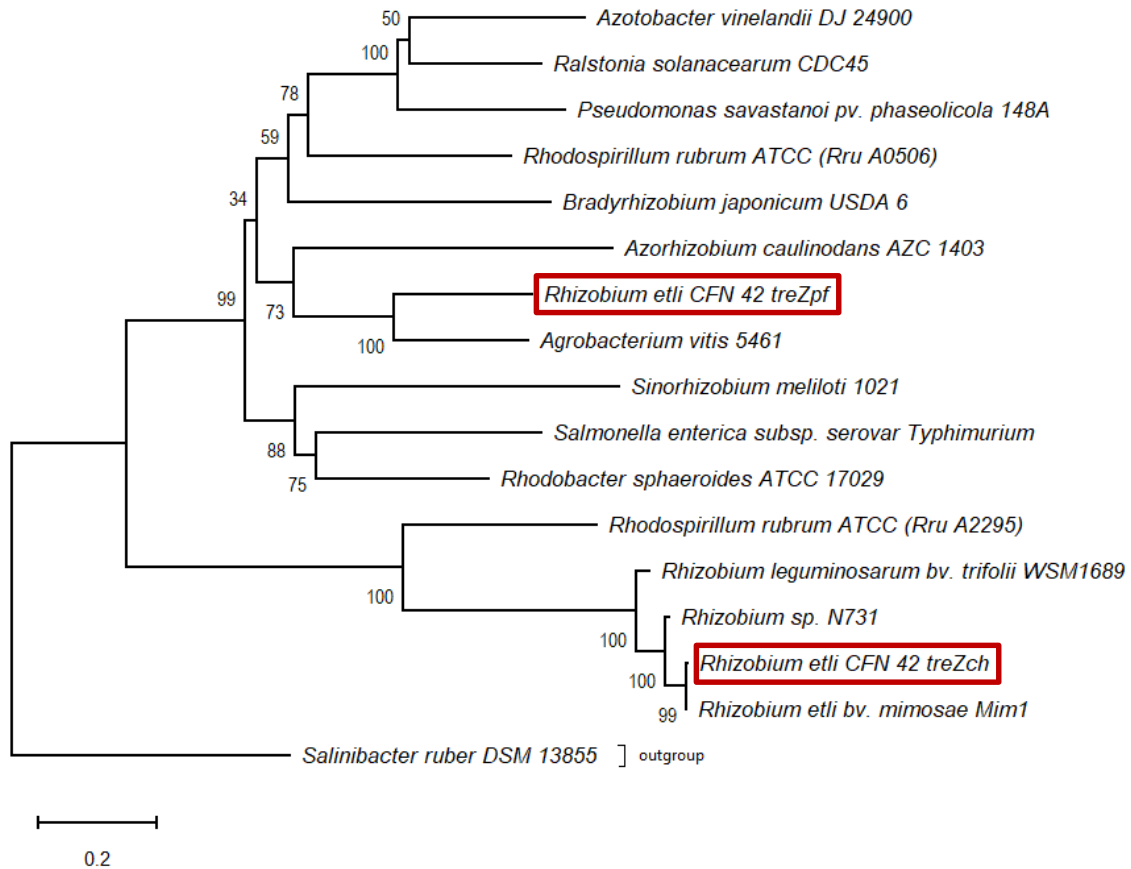 50
Azotobacter vinelandii DJ 24900
100
Ralstonia solanacearum CDC45
78
Pseudomonas savastanoi pv. phaseolicola 148A
59
Rhodospirillum rubrum ATCC (Rru A0506)
34
Bradyrhizobium japonicum USDA 6
Azorhizobium caulinodans AZC 1403
99
73
Rhizobium etli CFN 42 treZpf
100
Agrobacterium vitis 5461
Sinorhizobium meliloti 1021
88
Salmonella enterica subsp. serovar Typhimurium
75
Rhodobacter sphaeroides ATCC 17029
Rhodospirillum rubrum ATCC (Rru A2295)
100
Rhizobium leguminosarum bv. trifolii WSM1689
100
Rhizobium sp. N731
100
Rhizobium etli CFN 42 treZch
99
Rhizobium etli bv. mimosae Mim1
Salinibacter ruber DSM 13855
outgroup
0.2